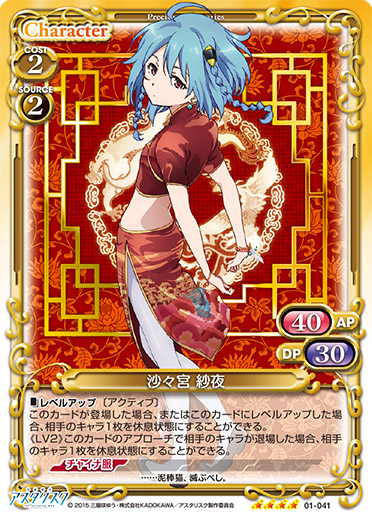 Precious Memories
Character
COST
2
SOURCE
2
40 AP
DP 30
沙々宮 紗夜
■レベルアップ 〔アクティブ〕
このカードが登場した場合、またはこのカードにレベルアップした場
合、相手のキャラ1枚を休息状態にすることができる。
〈LV2〉このカードのアプローチで相手のキャラが退場した場合、相手
のキャラ1枚を休息状態にすることができる。
チャイナ服
……泥棒猫、滅ぶべし。
アスタリスク
★★★★ 01-041
© 2015 三屋咲ゆう・株式会社KADOKAWA／アスタリスク製作委員会